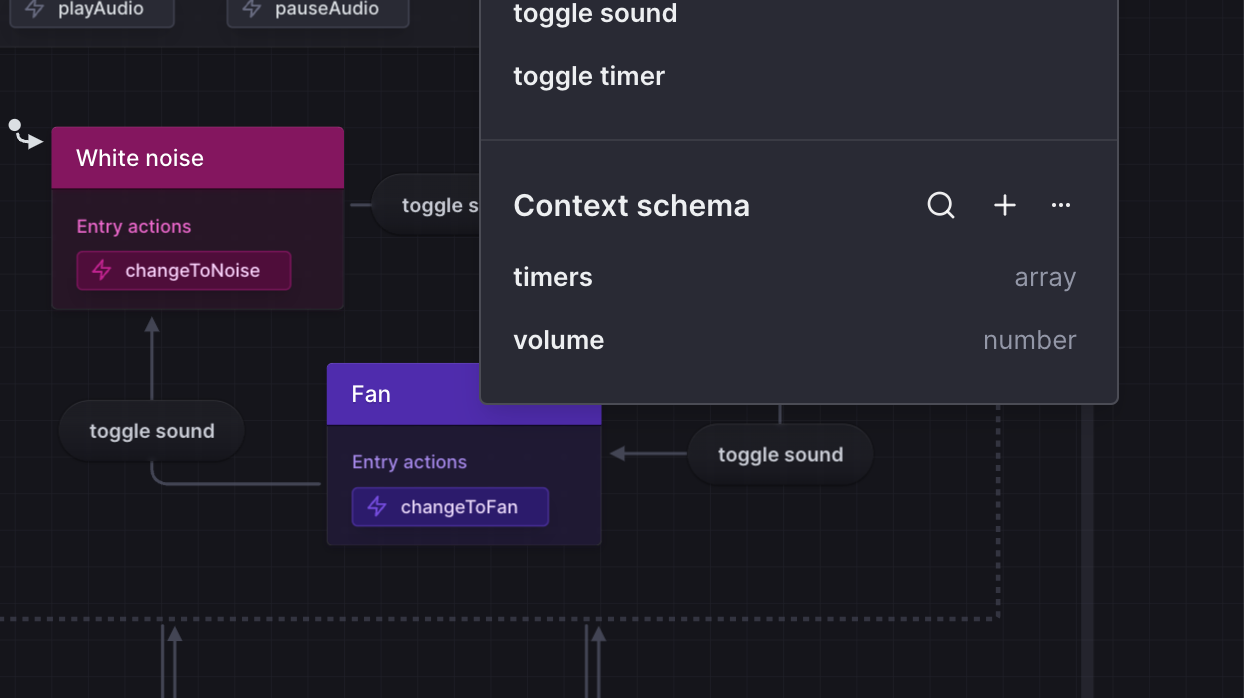 playAudio
pauseAudio
toggle sound
toggle timer
White noise
Entry actions
changeToNoise
toggle s
Context schema
timers array
volume number
toggle sound
Fan
Entry actions
changeToFan
toggle sound